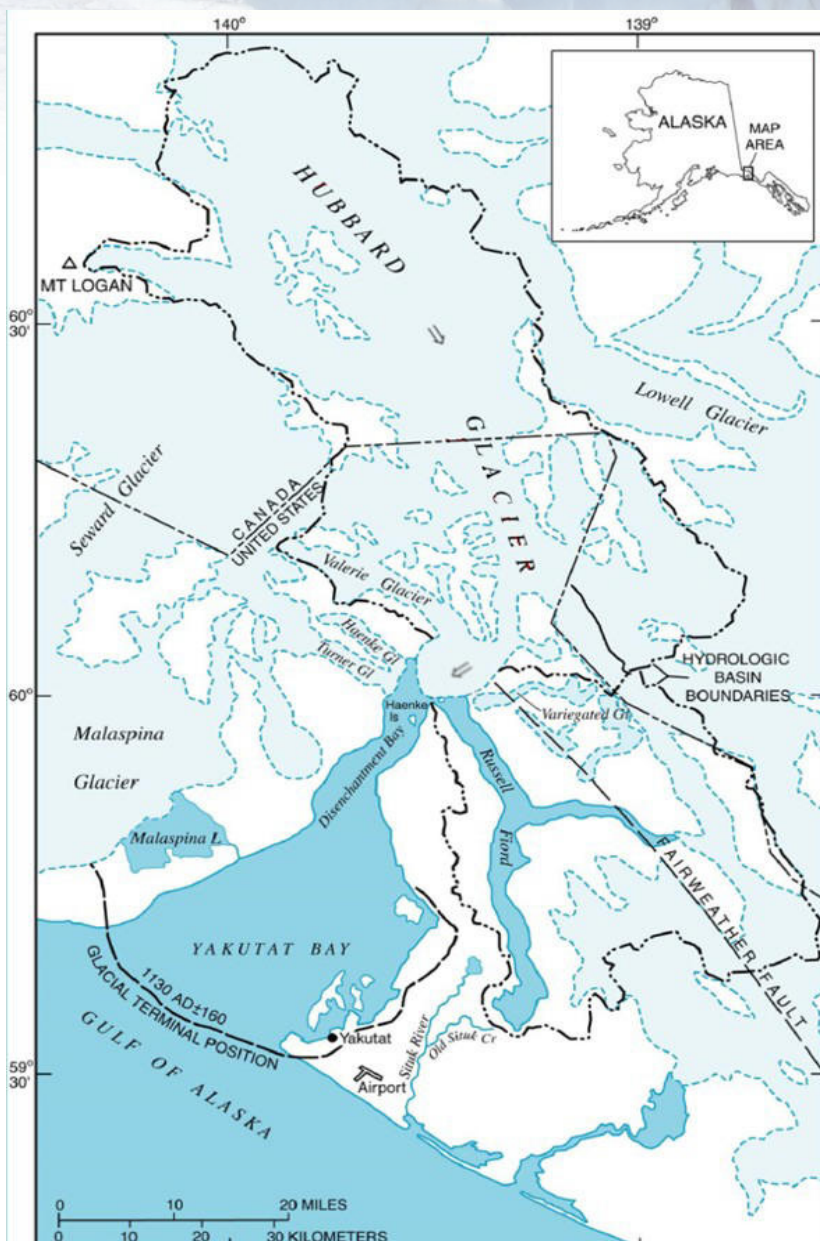 140°
139°
ALASKA
MAP
AREA
HUBBARD
MT LOGAN
60°
30'
GLACIER
Lowell Glacier
Seward Glacier
CANADA
UNITED STATES
Valerie Glacier
Haenke Gl
Turner Gl
HYDROLOGIC
BASIN
BOUNDARIES
60°
Haenke
Is
Variegated Gl
Malaspina
Glacier
Disenchantment Bay
Russell
Fiord
Malaspina L
FAIRWEATHER FAULT
YAKUTAT BAY
1130 AD±160
GLACIAL TERMINAL POSITION
GULF OF ALASKA
Yakutat
Situk River
Old Situk Cr
59°
30'
Airport
0 10 20 MILES
0 10 20 30 KILOMETERS
140°
139°